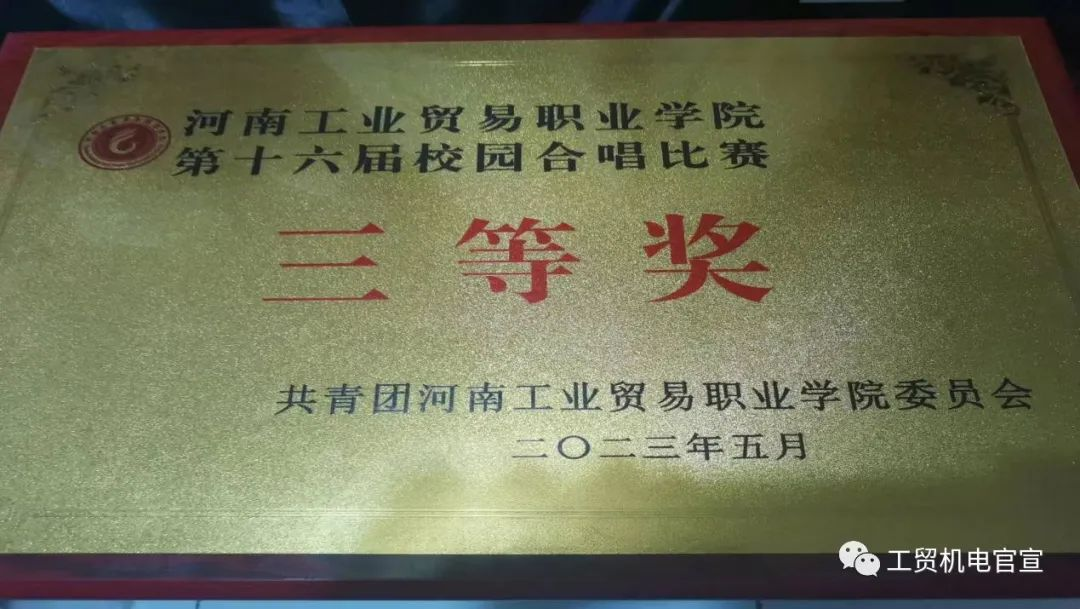 河南工业贸易职业学院
第十六届校园合唱比赛
三等奖
共青团河南工业贸易职业学院委员会
二〇二三年五月
工贸机电官宣